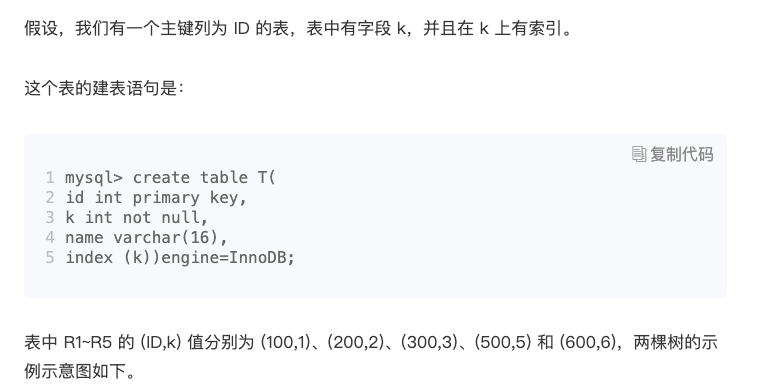 假设，我们有一个主键列为 ID 的表，表中有字段 k，并且在 k 上有索引。
这个表的建表语句是：
复制代码
1 mysql> create table T(
2 id int primary key,
3 k int not null,
4 name varchar(16),
5 index (k))engine=InnoDB;
表中 R1~R5 的 (ID,k) 值分别为 (100,1)、(200,2)、(300,3)、(500,5) 和 (600,6)，两棵树的示
例示意图如下。